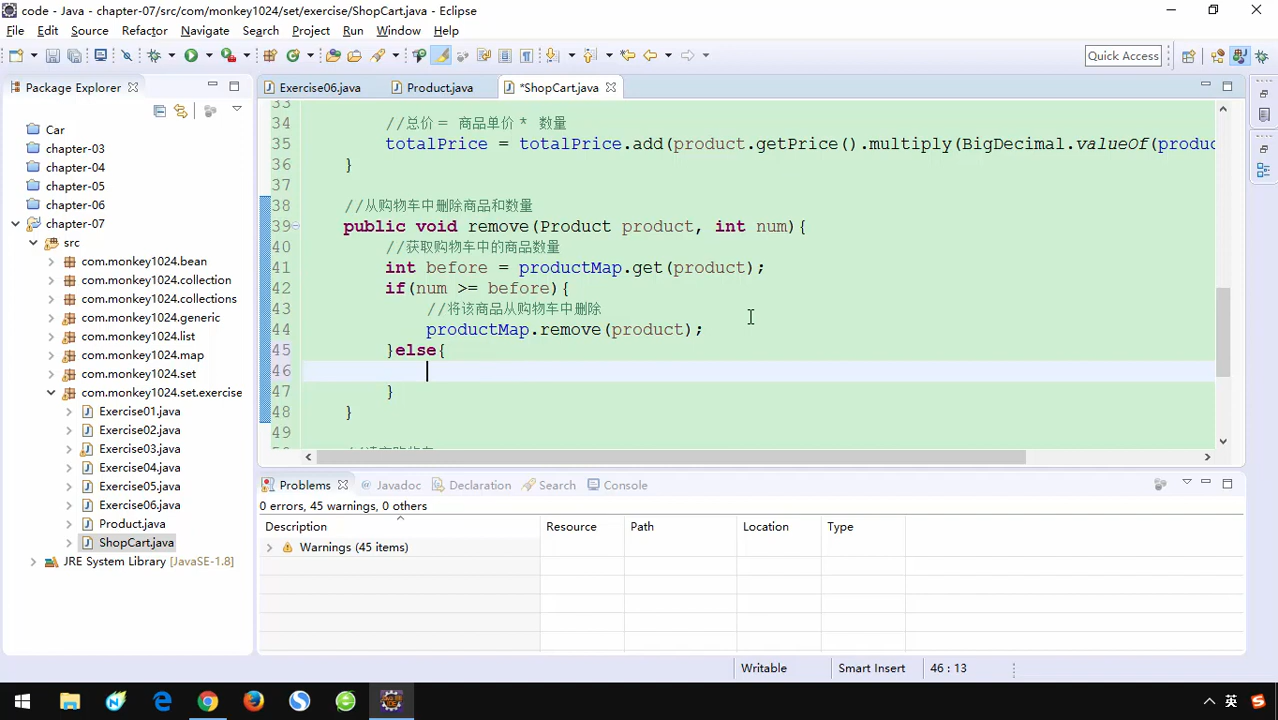 code - Java - chapter-07/src/com/monkey1024/set/exercise/ShopCart.java - Eclipse
File Edit Source Refactor Navigate Search Project Run Window Help
Quick Access
Package Explorer
Exercise06.java Product.java *ShopCart.java
Car
chapter-03
chapter-05
chapter-06
chapter-07
src
com.monkey1024.bean
com.monkey1024.collection
com.monkey1024.collections
com.monkey1024.generic
com.monkey1024.list
com.monkey1024.map
com.monkey1024.set
com.monkey1024.set.exercise
Exercise01.java
Exercise02.java
Exercise03.java
Exercise04.java
Exercise05.java
Exercise06.java
Product.java
ShopCart.java
JRE System Library [JavaSE-1.8]
33
34 //总价 = 商品单价 * 数量
35 totalPrice = totalPrice.add(product.getPrice().multiply(BigDecimal.valueOf(produc
36 }
37
38 //从购物车中删除商品和数量
39 public void remove(Product product, int num){
40 //获取购物车中的商品数量
41 int before = productMap.get(product);
42 if(num >= before){
43 //将该商品从购物车中删除
44 productMap.remove(product);
45 }else{
46
47 }
48 }
49
Problems @ Javadoc Declaration Search Console
0 errors, 45 warnings, 0 others
Description Resource Path Location Type
Warnings (45 items)
Writable Smart Insert 46 : 13
英